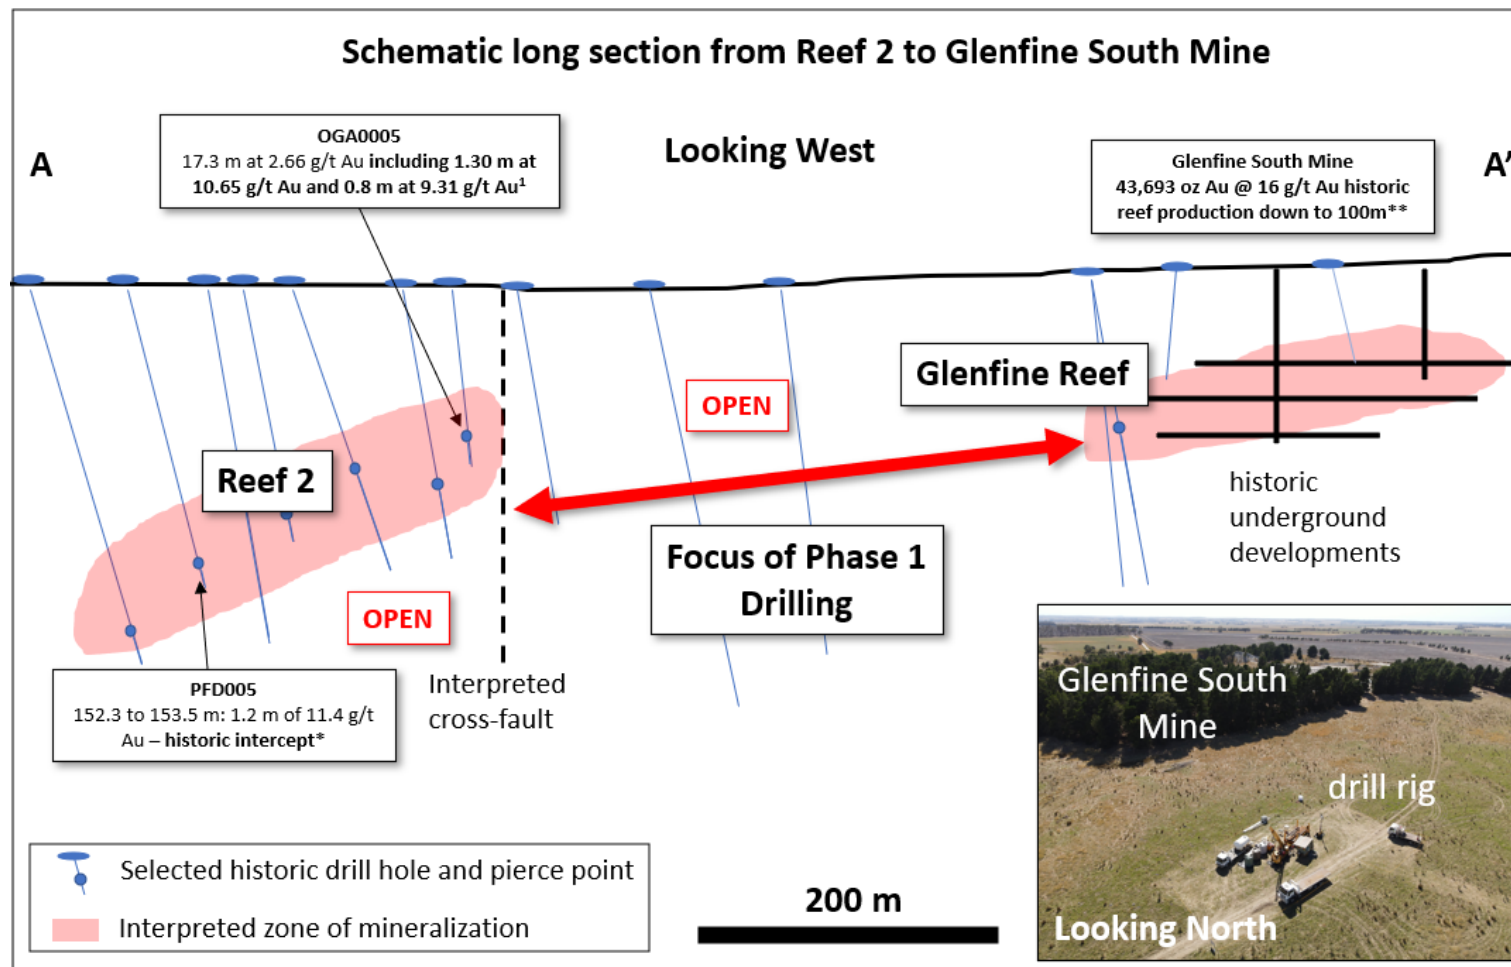 Schematic long section from Reef 2 to Glenfine South Mine
Looking West
A
A’
OGA0005
17.3 m at 2.66 g/t Au including 1.30 m at
10.65 g/t Au and 0.8 m at 9.31 g/t Au¹
Glenfine South Mine
43,693 oz Au @ 16 g/t Au historic
reef production down to 100m**
Glenfine Reef
OPEN
Reef 2
historic
underground
developments
Focus of Phase 1
Drilling
OPEN
PFD005
152.3 to 153.5 m: 1.2 m of 11.4 g/t
Au – historic intercept*
Interpreted
cross-fault
Glenfine South
Mine
drill rig
Looking North
Selected historic drill hole and pierce point
Interpreted zone of mineralization
200 m